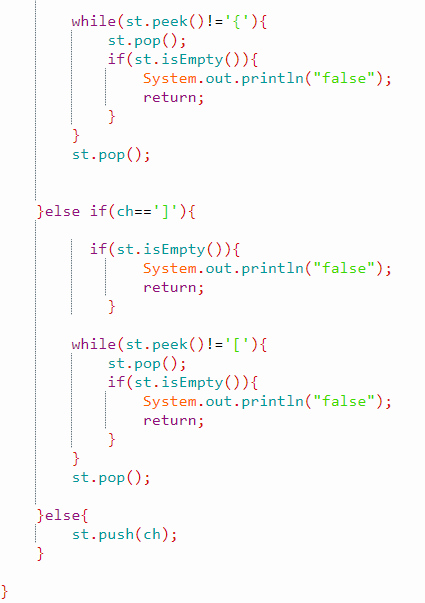 while(st.peek()!='{'){
st.pop();
if(st.isEmpty()){
System.out.println("false");
return;
}
}
st.pop();
}else if(ch==']'){
if(st.isEmpty()){
System.out.println("false");
return;
}
while(st.peek()!='['){
st.pop();
if(st.isEmpty()){
System.out.println("false");
return;
}
}
st.pop();
}else{
st.push(ch);
}
}